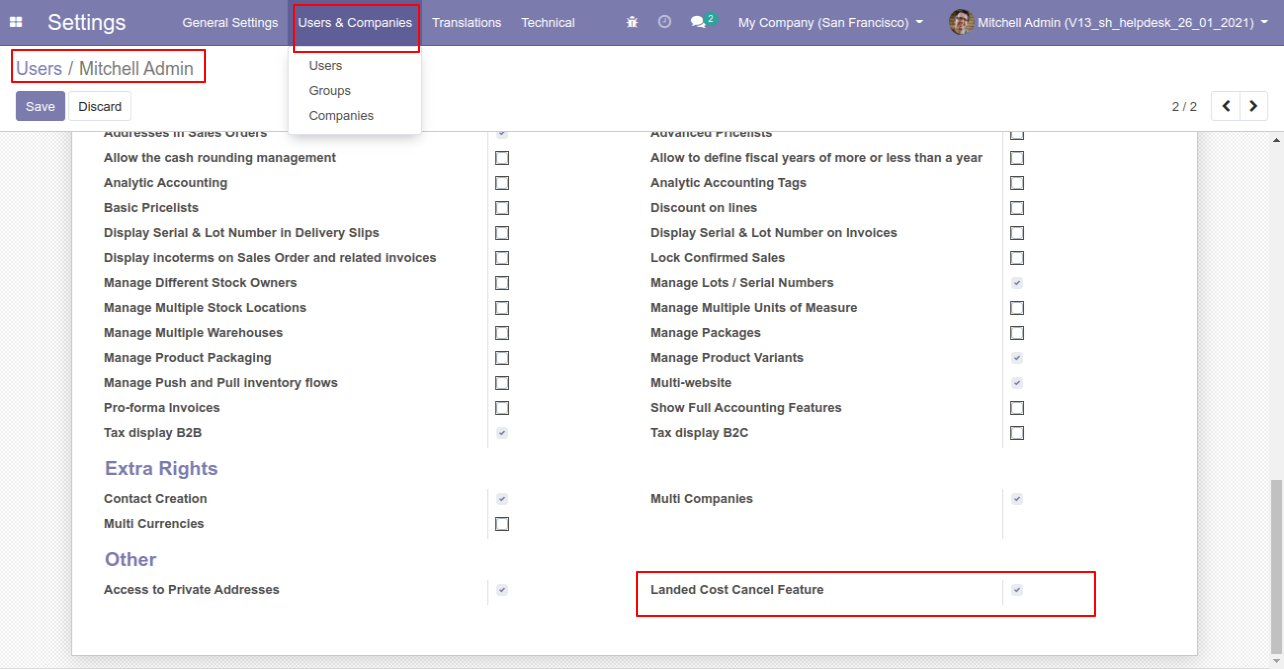 Settings General Settings Users & Companies Translations Technical 2 My Company (San Francisco) Mitchell Admin (V13_sh_helpdesk_26_01_2021)
Users / Mitchell Admin
Users
Groups
Companies
Save Discard
2 / 2
Addresses in Sales Orders Advanced Pricelists
Allow the cash rounding management Allow to define fiscal years of more or less than a year
Analytic Accounting Analytic Accounting Tags
Basic Pricelists Discount on lines
Display Serial & Lot Number in Delivery Slips Display Serial & Lot Number on Invoices
Display incoterms on Sales Order and related invoices Lock Confirmed Sales
Manage Different Stock Owners Manage Lots / Serial Numbers
Manage Multiple Stock Locations Manage Multiple Units of Measure
Manage Multiple Warehouses Manage Packages
Manage Product Packaging Manage Product Variants
Manage Push and Pull inventory flows Multi-website
Pro-forma Invoices Show Full Accounting Features
Tax display B2B Tax display B2C
Extra Rights
Contact Creation Multi Companies
Multi Currencies
Other
Access to Private Addresses Landed Cost Cancel Feature